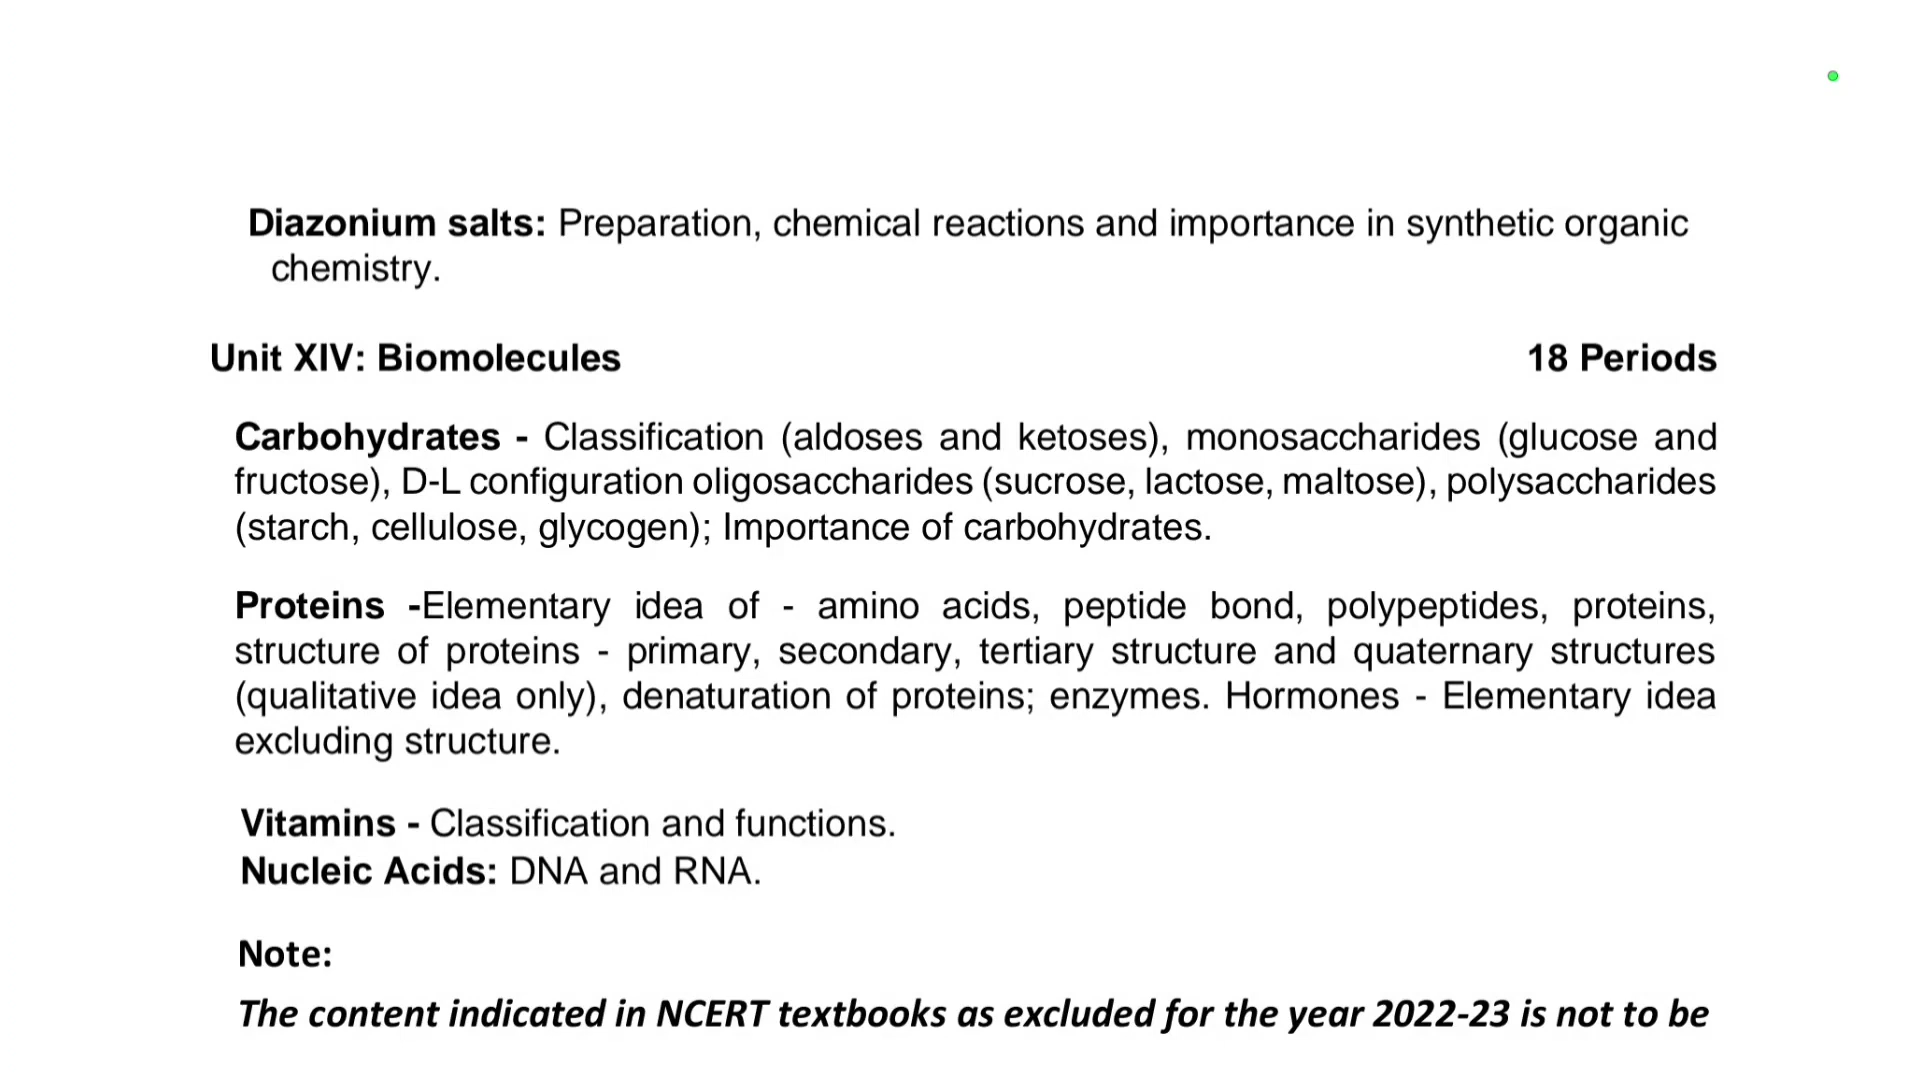 Diazonium salts: Preparation, chemical reactions and importance in synthetic organic
chemistry.
Unit XIV: Biomolecules 18 Periods
Carbohydrates - Classification (aldoses and ketoses), monosaccharides (glucose and
fructose), D-L configuration oligosaccharides (sucrose, lactose, maltose), polysaccharides
(starch, cellulose, glycogen); Importance of carbohydrates.
Proteins -Elementary idea of - amino acids, peptide bond, polypeptides, proteins,
structure of proteins - primary, secondary, tertiary structure and quaternary structures
(qualitative idea only), denaturation of proteins; enzymes. Hormones - Elementary idea
excluding structure.
Vitamins - Classification and functions.
Nucleic Acids: DNA and RNA.
Note:
The content indicated in NCERT textbooks as excluded for the year 2022-23 is not to be